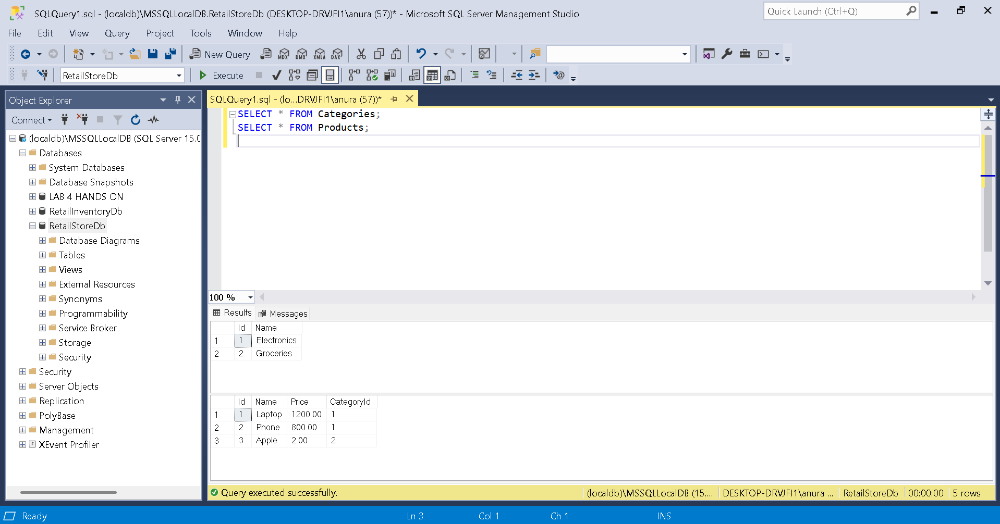 SQLQuery1.sql - (localdb)\MSSQLLocalDB.RetailStoreDb (DESKTOP-DRVJFI1\anura (57))* - Microsoft SQL Server Management Studio
Quick Launch (Ctrl+Q)
File Edit View Query Project Tools Window Help
New Query MDX DMX XMLA DAX
RetailStoreDb Execute
Object Explorer
Connect
(localdb)\MSSQLLocalDB (SQL Server 15.0
Databases
System Databases
Database Snapshots
LAB 4 HANDS ON
RetailInventoryDb
RetailStoreDb
Database Diagrams
Tables
Views
External Resources
Synonyms
Programmability
Service Broker
Storage
Security
Security
Server Objects
Replication
PolyBase
Management
XEvent Profiler
SQLQuery1.sql - (lo...DRVJFI1\anura (57))*
SELECT * FROM Categories;
SELECT * FROM Products;
100 %
Results Messages
Id Name
1 1 Electronics
2 2 Groceries
Id Name Price CategoryId
1 1 Laptop 1200.00 1
2 2 Phone 800.00 1
3 3 Apple 2.00 2
Query executed successfully. (localdb)\MSSQLLocalDB (15.... DESKTOP-DRVJFI1\anura ... RetailStoreDb 00:00:00 5 rows
Ready Ln 3 Col 1 Ch 1 INS